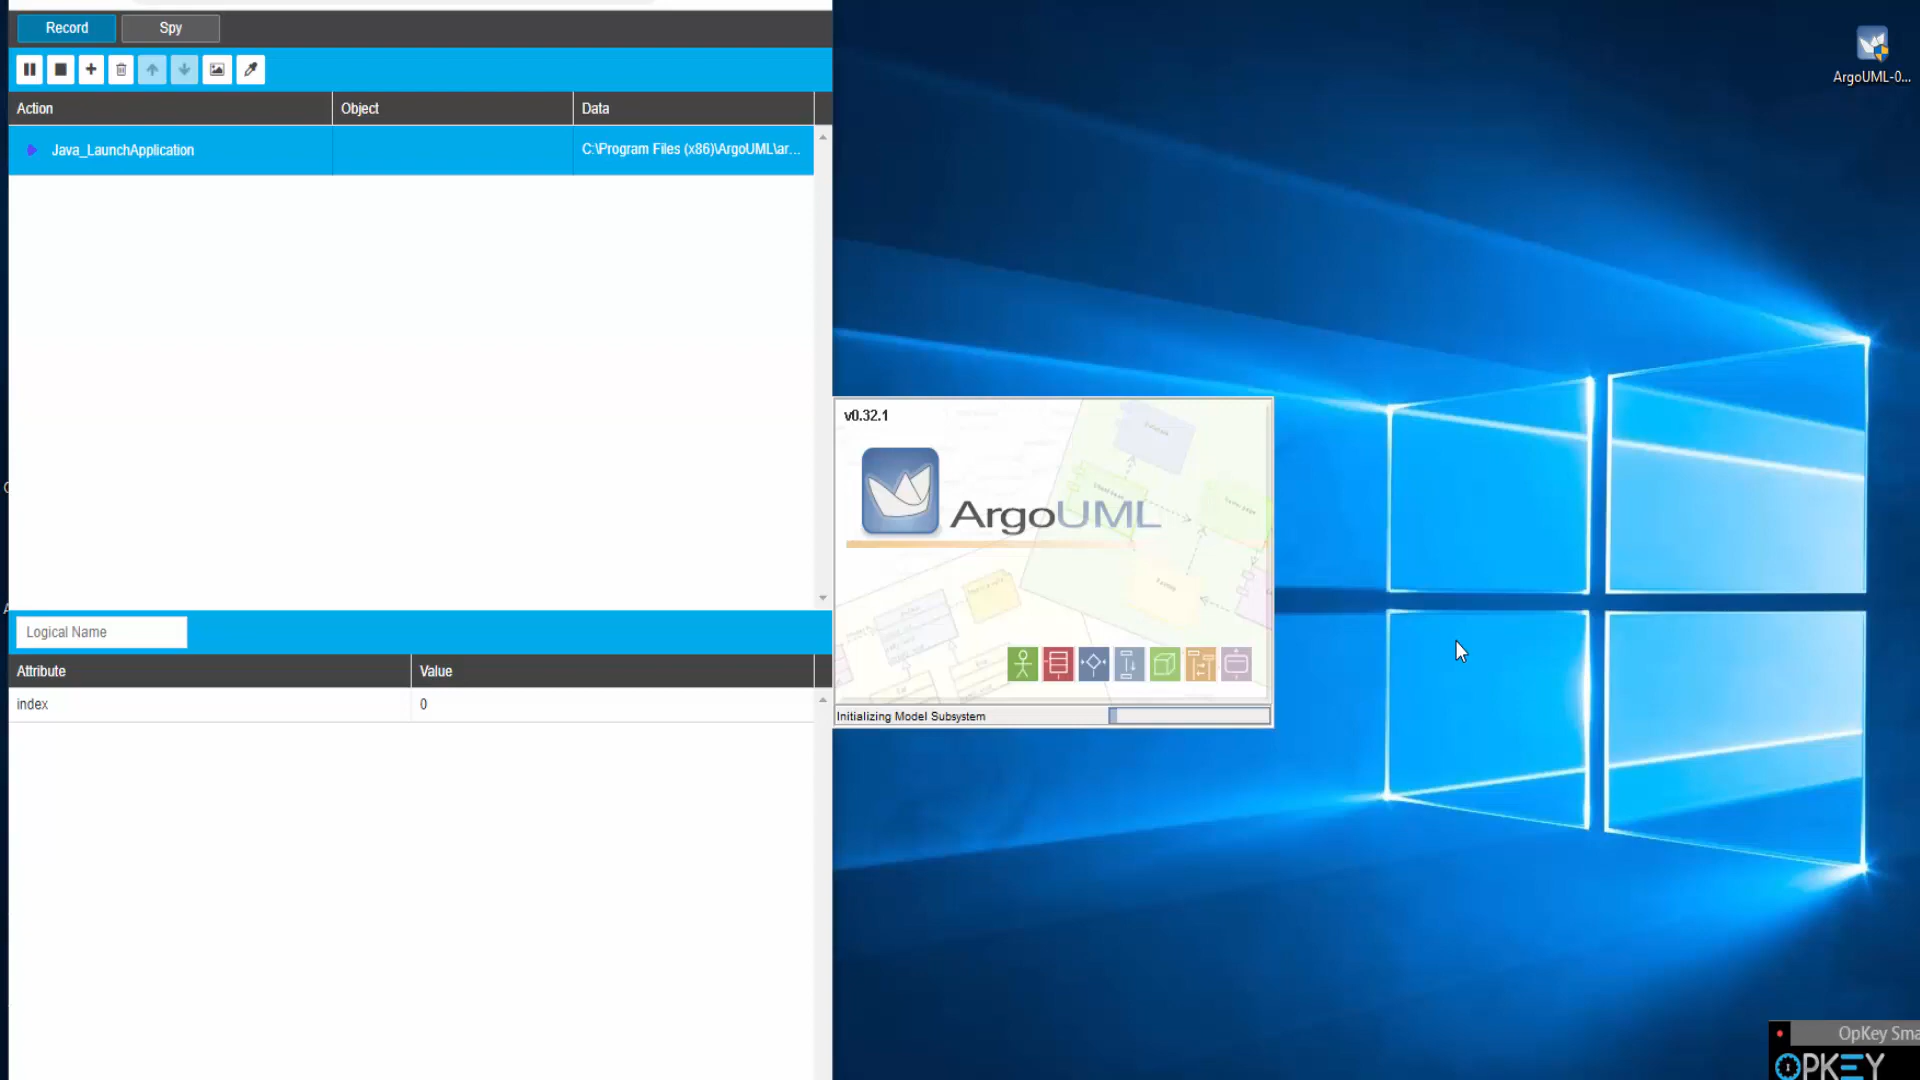 Record
Spy
Action
Object
Data
Java_LaunchApplication
C:\Program Files (x86)\ArgoUML\ar...
Logical Name
Attribute
Value
index
0
ArgoUML-0...
v0.32.1
ArgoUML
Initializing Model Subsystem
OpKey Sma
OPKEY